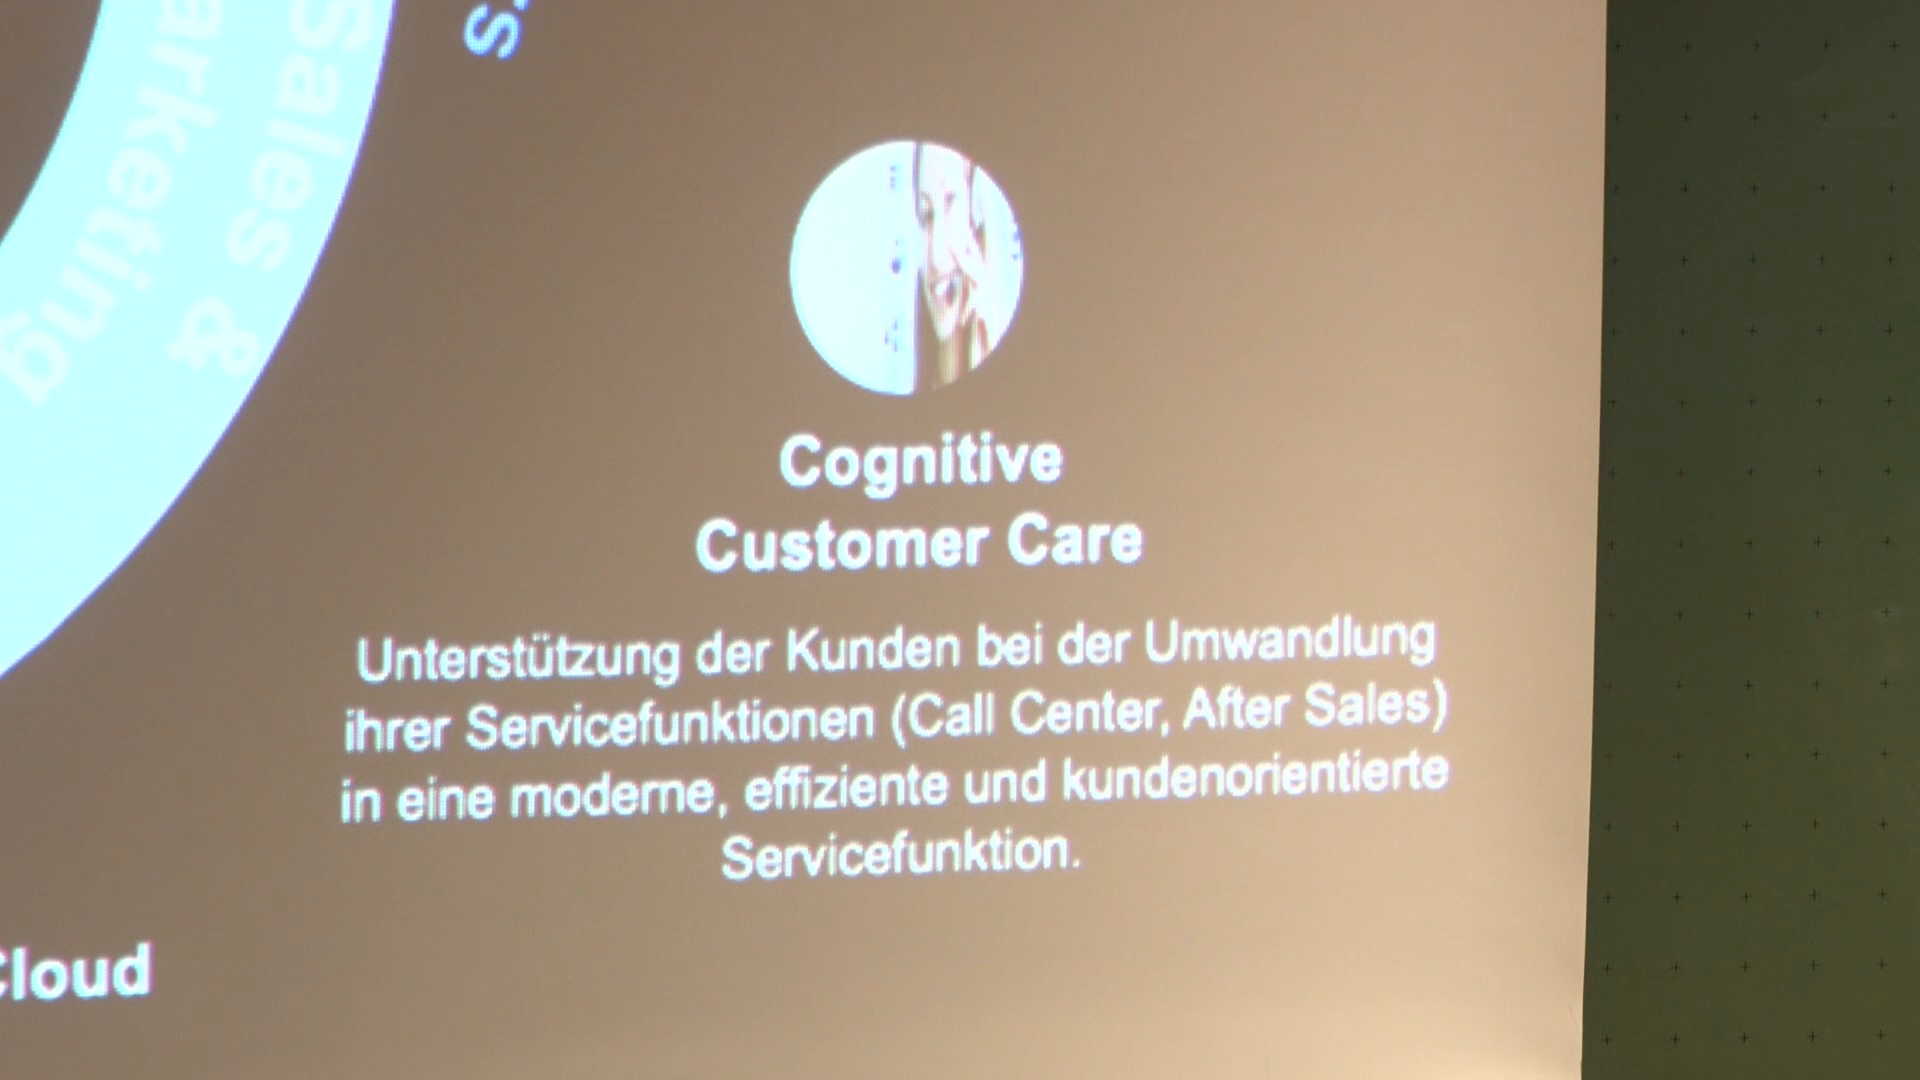 Sales &
arketing
s
Cognitive
Customer Care
Unterstützung der Kunden bei der Umwandlung
ihrer Servicefunktionen (Call Center, After Sales)
in eine moderne, effiziente und kundenorientierte
Servicefunktion.
Cloud